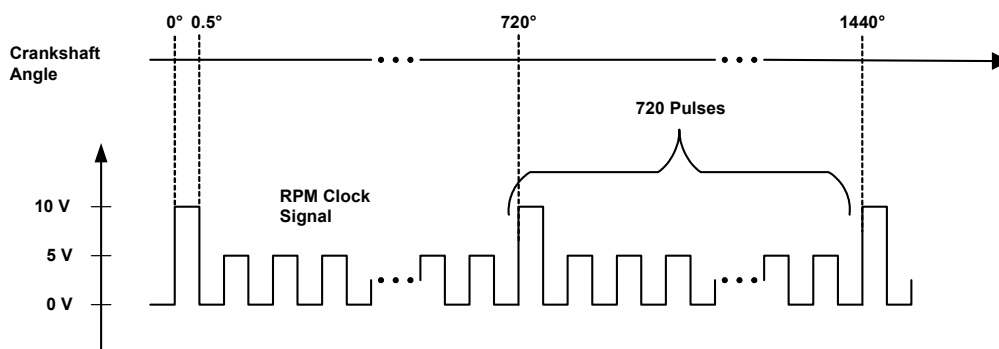 0° 0.5° 720° 1440°
Crankshaft
Angle
720 Pulses
RPM Clock
Signal
10 V
5 V
0 V